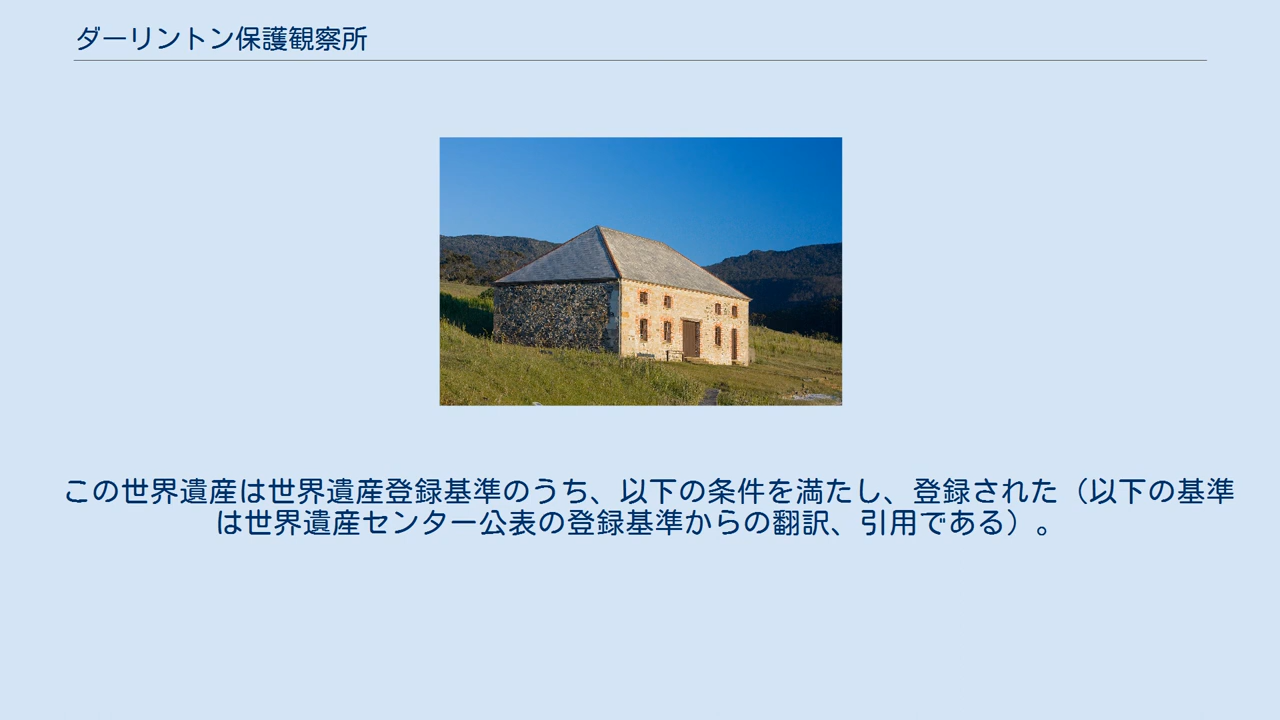 ダーリントン保護観察所
この世界遺産は世界遺産登録基準のうち、以下の条件を満たし、登録された（以下の基準
は世界遺産センター公表の登録基準からの翻訳、引用である）。